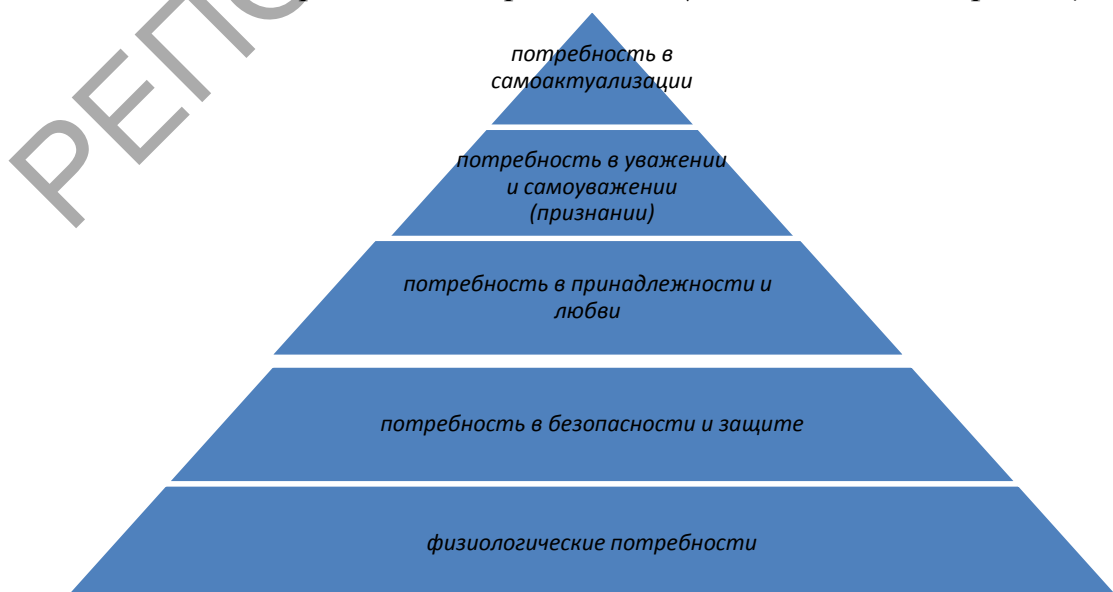 потребность в
самоактуализации
потребность в уважении
и самоуважении
(признании)
потребность в принадлежности и
любви
потребность в безопасности и защите
физиологические потребности